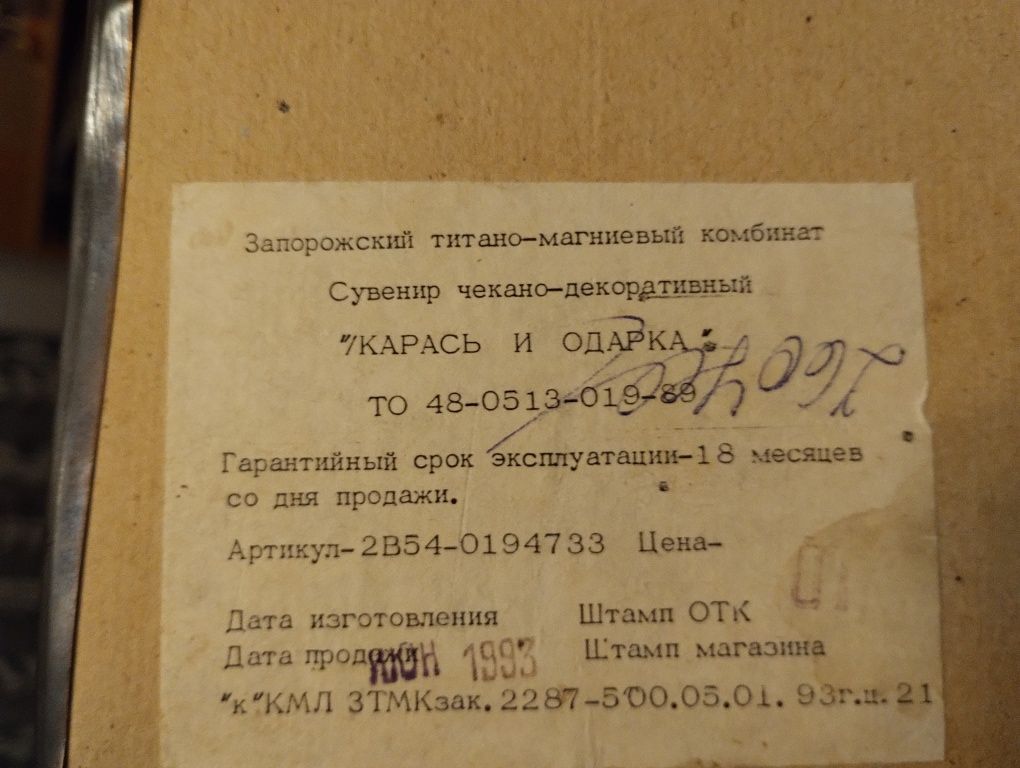 Запорожский титано-магниевый комбинат
Сувенир чекано-декоративный
"КАРАСЬ И ОДАРКА"
ТО 48-0513-019-89
Гарантийный срок эксплуатации-18 месяцев
со дня продажи.
Артикул-2В54-0194733 Цена-
Дата изготовления Штамп ОТК
Дата продажи Штамп магазина
ИЮН 1993
"к"КМЛ ЗТМКзак.2287-500.05.01. 93г.ц.21